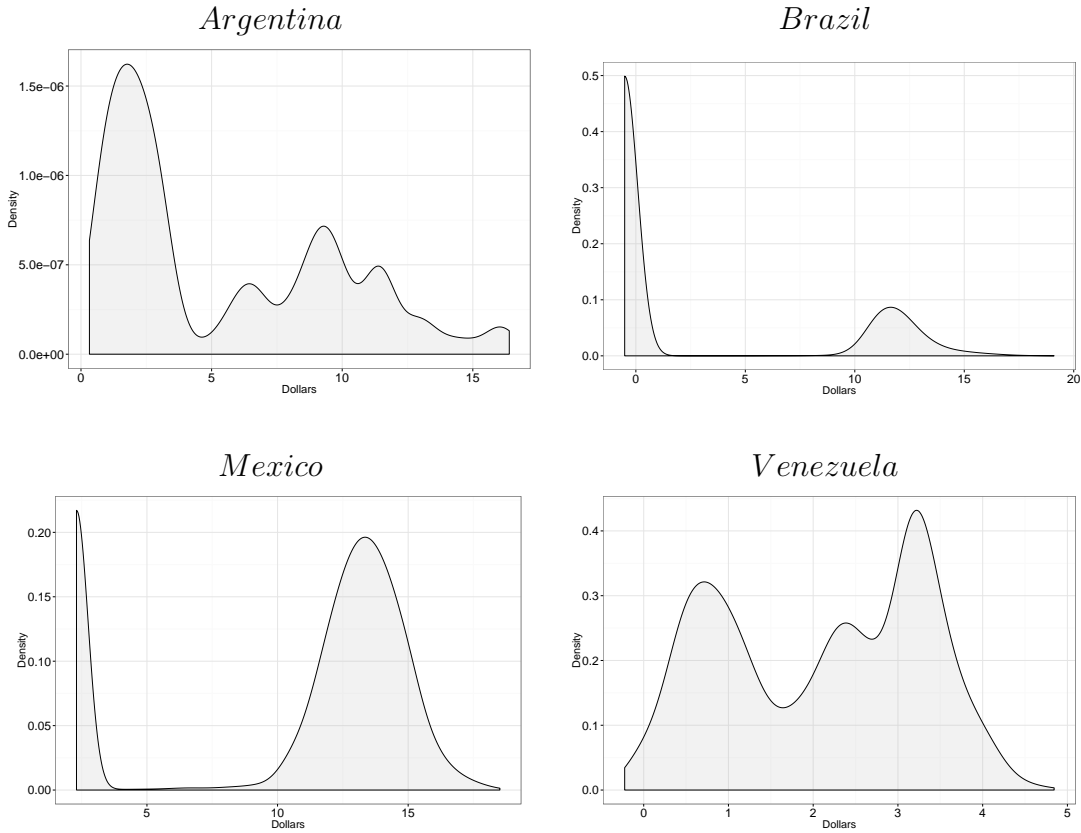 Argentina
1.5e−06
1.0e−06
5.0e−07
0.0e+00
Density
0 5 10 15
Dollars
Brazil
0.5
0.4
0.3
0.2
0.1
0.0
Density
0 5 10 15 20
Dollars
Mexico
0.20
0.15
0.10
0.05
0.00
Density
5 10 15
Dollars
Venezuela
0.4
0.3
0.2
0.1
0.0
Density
0 1 2 3 4 5
Dollars